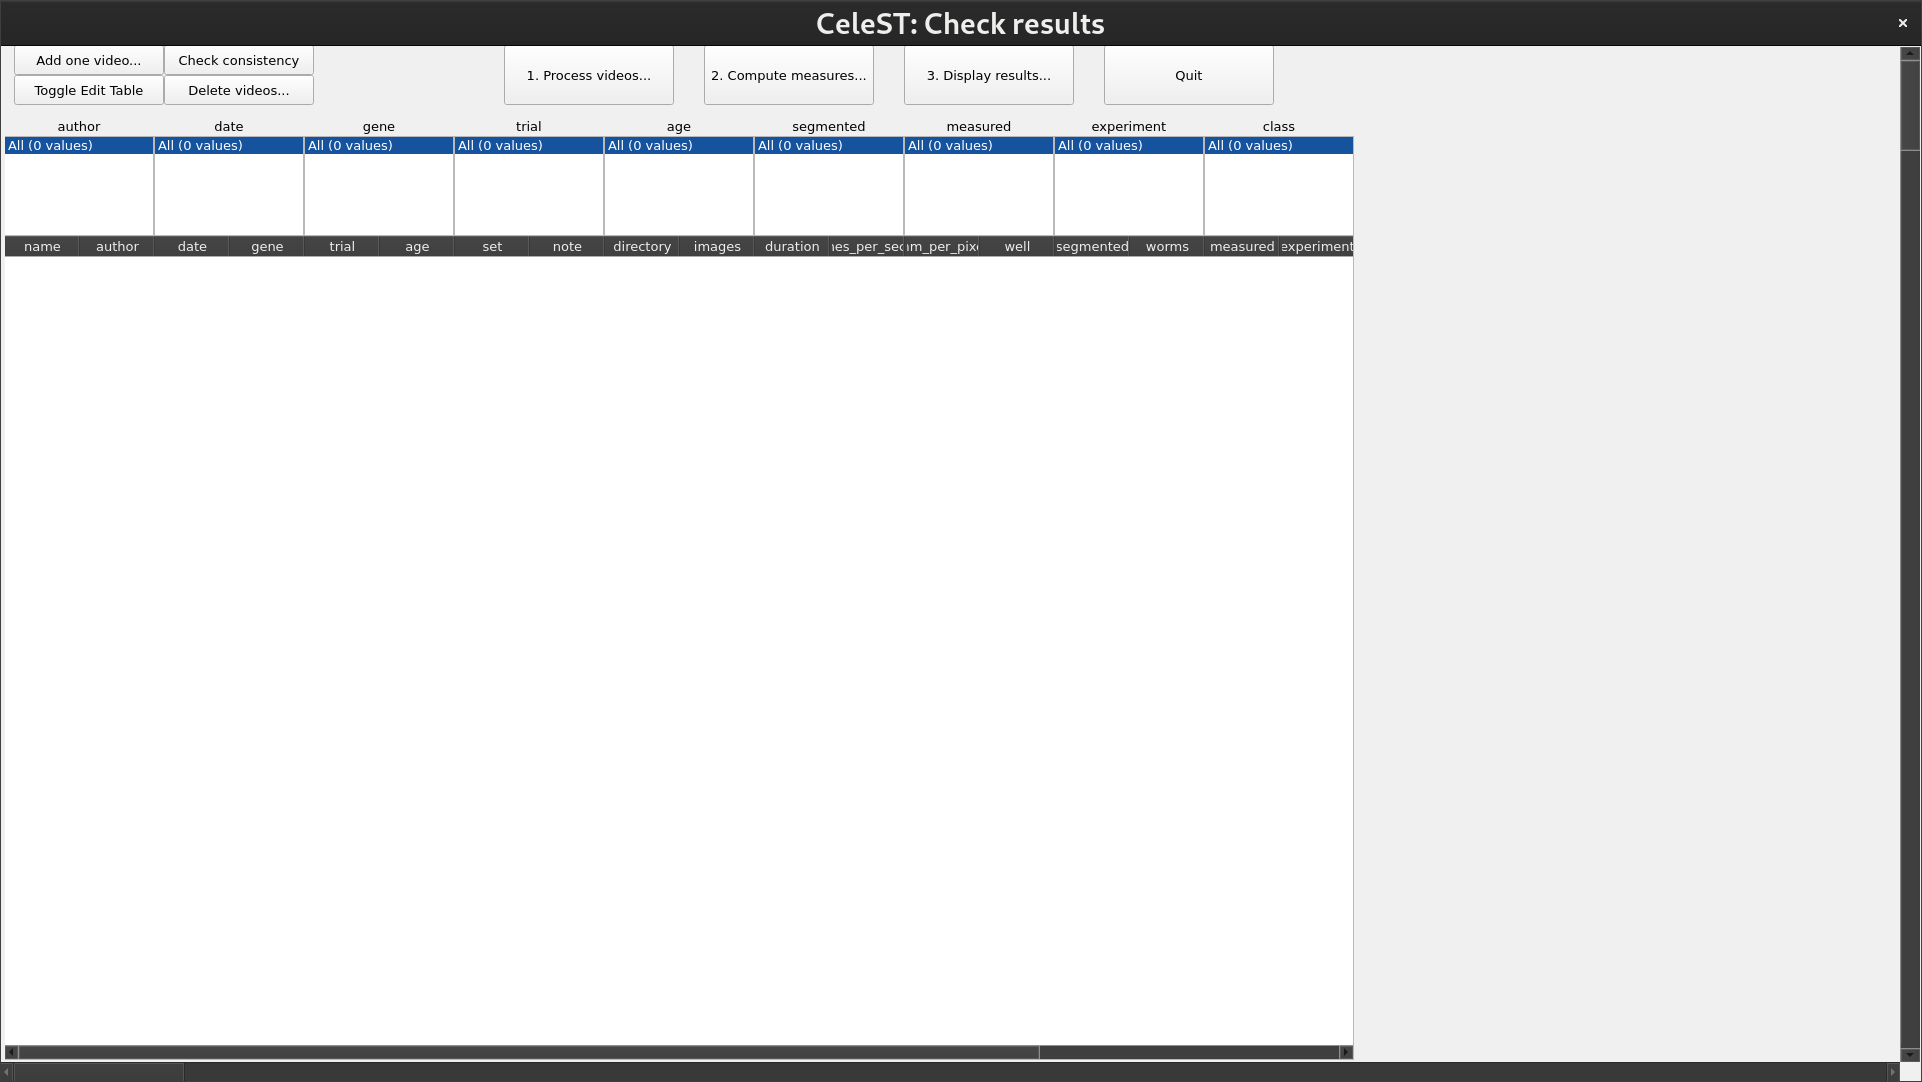 CeleST: Check results
Add one video... Check consistency
Toggle Edit Table Delete videos...
1. Process videos... 2. Compute measures... 3. Display results... Quit
author date gene trial age segmented measured experiment class
All (0 values) All (0 values) All (0 values) All (0 values) All (0 values) All (0 values) All (0 values) All (0 values) All (0 values)
name author date gene trial age set note directory images duration well segmented worms measured experiment